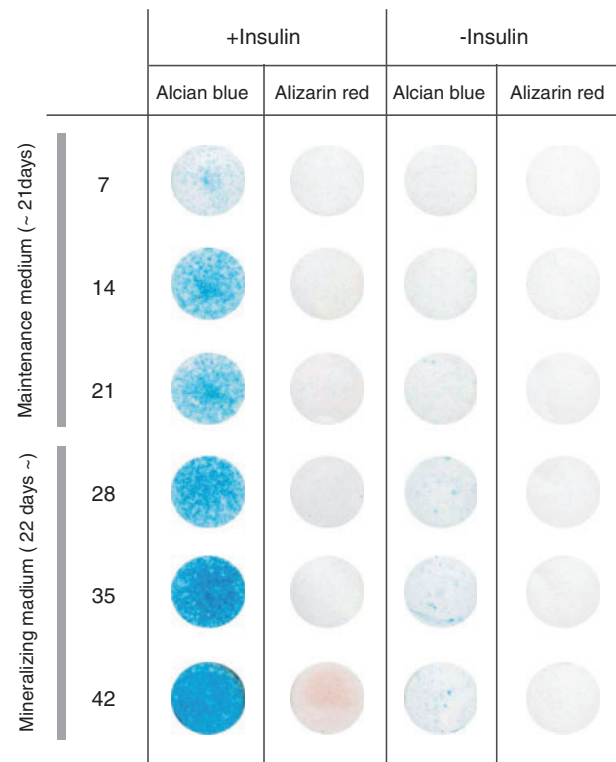 +Insulin -Insulin
Alcian blue Alizarin red Alcian blue Alizarin red
Maintenance medium (~ 21days)
7
14
21
Mineralizing madium ( 22 days ~)
28
35
42